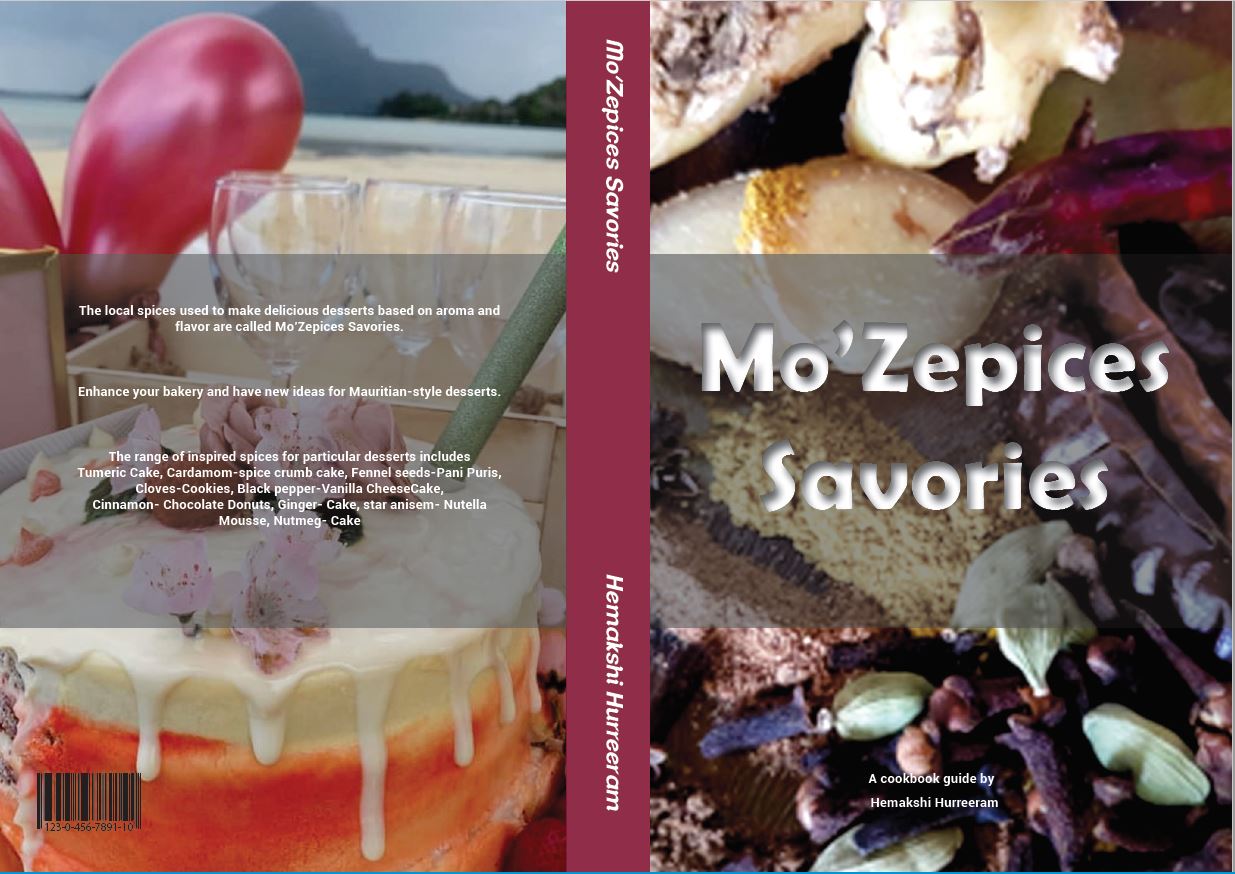 The local spices used to make delicious desserts based on aroma and
flavor are called Mo'Zepices Savories.
Enhance your bakery and have new ideas for Mauritian-style desserts.
The range of inspired spices for particular desserts includes
Tumeric Cake, Cardamom-spice crumb cake, Fennel seeds-Pani Puris,
Cloves-Cookies, Black pepper-Vanilla CheeseCake,
Cinnamon- Chocolate Donuts, Ginger- Cake, star anisem- Nutella
Mousse, Nutmeg- Cake
123-0-456-7891-10
Mo'Zepices Savories
Hemakshi Hurreeram
Mo'Zepices
Savories
A cookbook guide by
Hemakshi Hurreeram